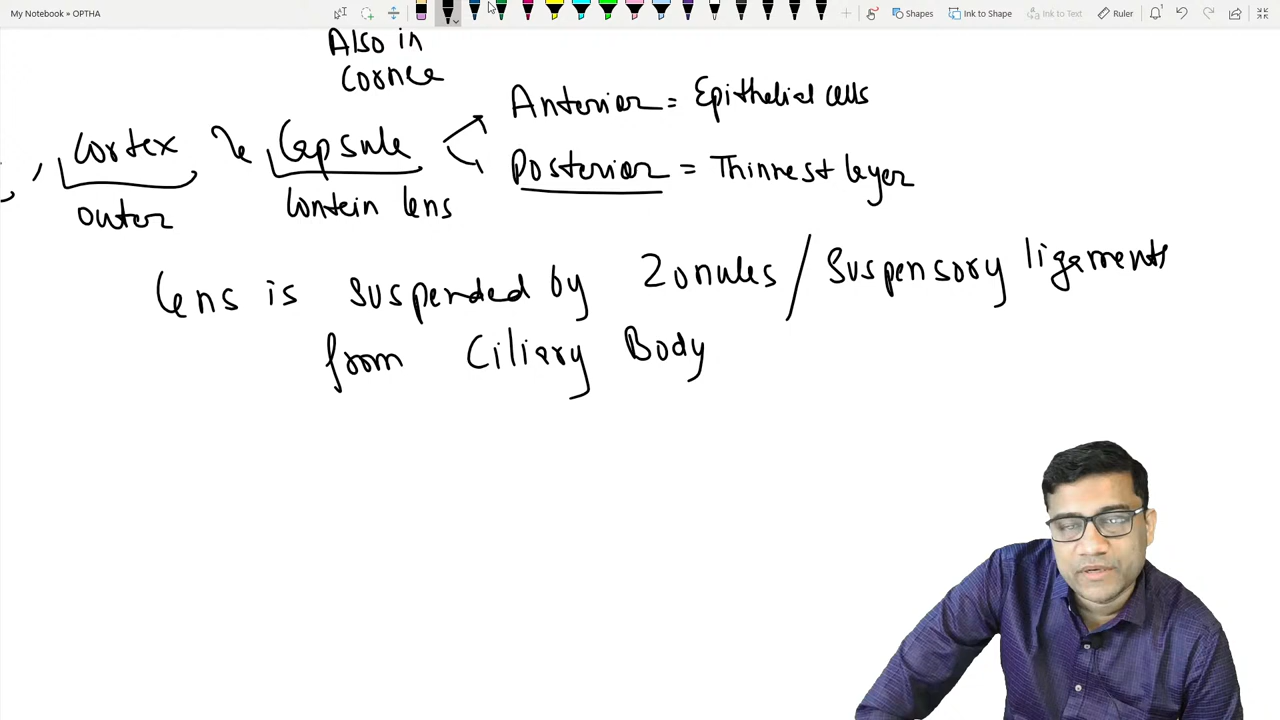 My Notebook » OPTHA
Shapes Ink to Shape Ink to Text Ruler
Also in
Cornea
Anterior = Epithelial cells
, Cortex & Capsule
Posterior = Thinnest layer
outer Contain lens
Lens is suspended by Zonules / Suspensory ligaments
from Ciliary Body